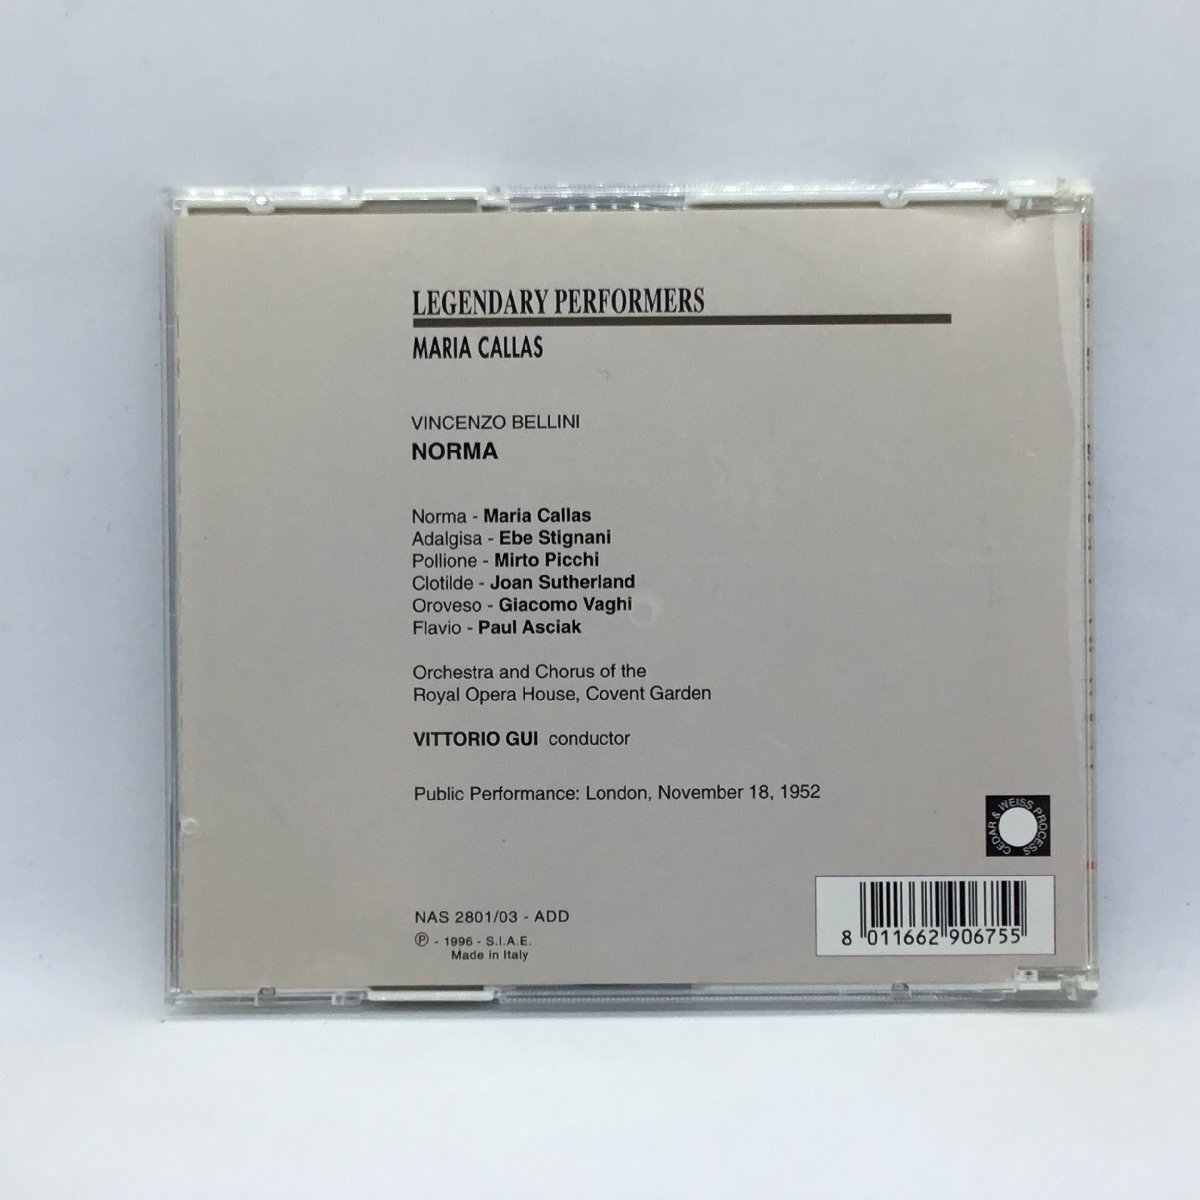 LEGENDARY PERFORMERS
MARIA CALLAS
VINCENZO BELLINI
NORMA
Norma - Maria Callas
Adalgisa - Ebe Stignani
Pollione - Mirto Picchi
Clotilde - Joan Sutherland
Oroveso - Giacomo Vaghi
Flavio - Paul Asciak
Orchestra and Chorus of the
Royal Opera House, Covent Garden
VITTORIO GUI conductor
Public Performance: London, November 18, 1952
CEDAR & WEISS PROCESS
NAS 2801/03 - ADD
Ⓟ - 1996 - S.I.A.E.
Made in Italy
8 011662 906755